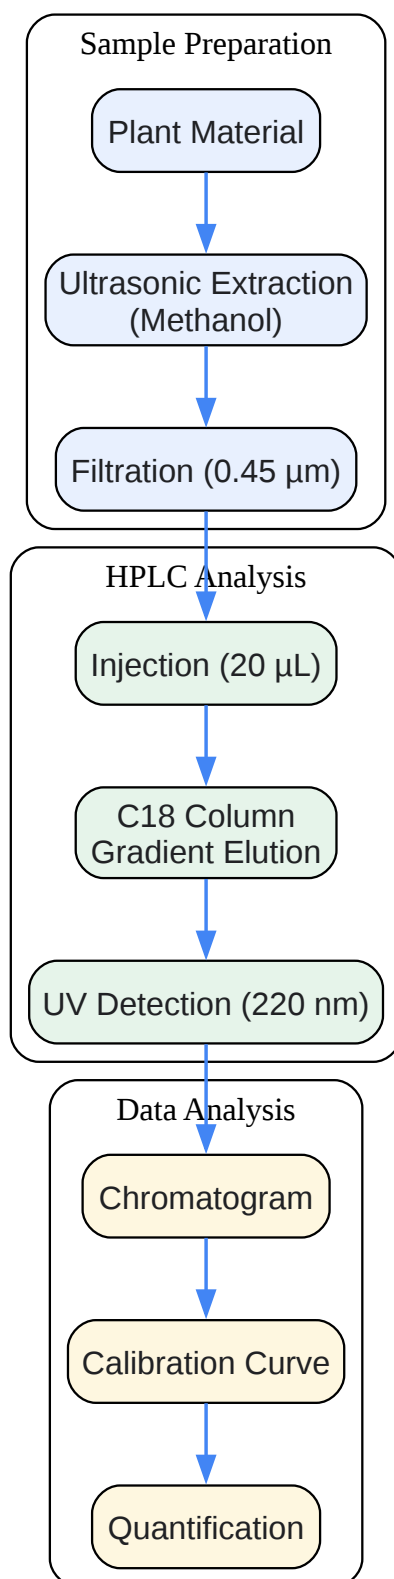 Sample Preparation
Plant Material
Ultrasonic Extraction
(Methanol)
Filtration (0.45 µm)
HPLC Analysis
Injection (20 µL)
C18 Column
Gradient Elution
UV Detection (220 nm)
Data Analysis
Chromatogram
Calibration Curve
Quantification